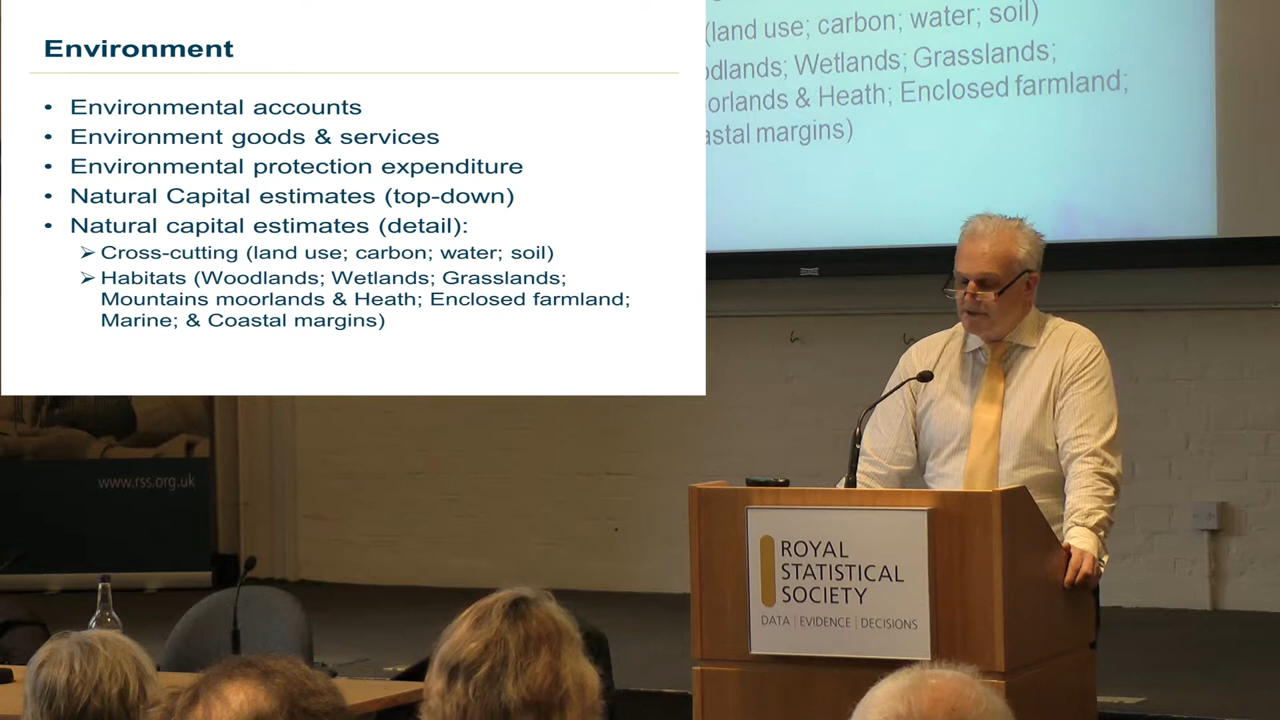 Environment
• Environmental accounts
• Environment goods & services
• Environmental protection expenditure
• Natural Capital estimates (top-down)
• Natural capital estimates (detail):
➢ Cross-cutting (land use; carbon; water; soil)
➢ Habitats (Woodlands; Wetlands; Grasslands;
Mountains moorlands & Heath; Enclosed farmland;
Marine; & Coastal margins)
(land use; carbon; water; soil)
odlands; Wetlands; Grasslands;
orlands & Heath; Enclosed farmland;
astal margins)
www.rss.org.uk
ROYAL
STATISTICAL
SOCIETY
DATA | EVIDENCE | DECISIONS